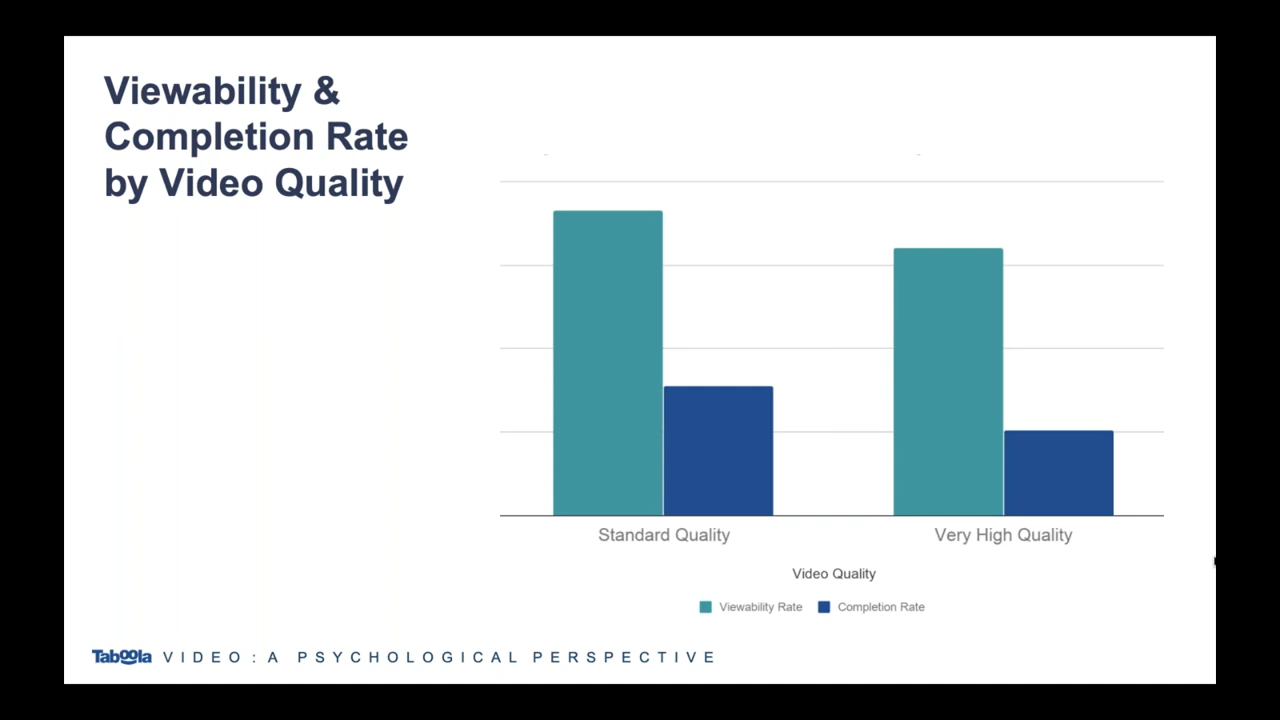 Viewability &
Completion Rate
by Video Quality
Standard Quality
Very High Quality
Video Quality
Viewability Rate
Completion Rate
Taboola VIDEO: A PSYCHOLOGICAL PERSPECTIVE